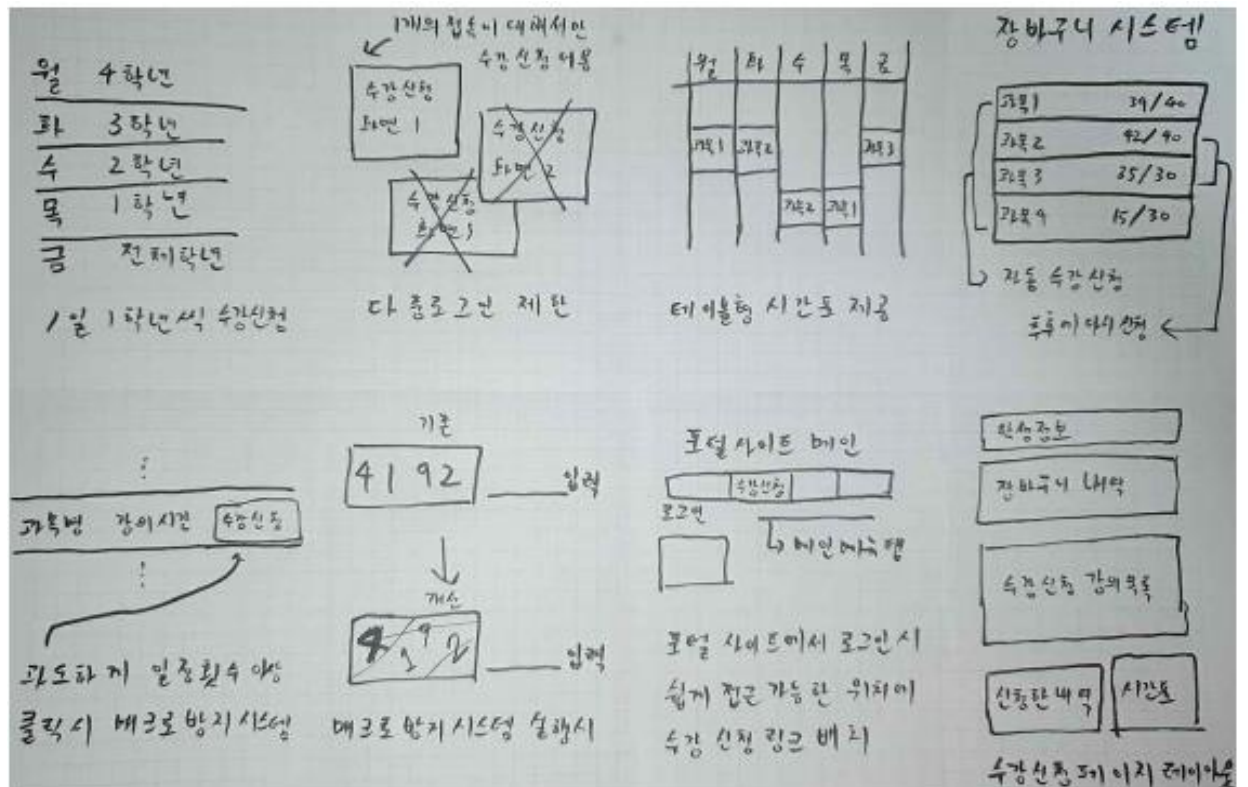 월 4학년
화 3학년
수 2학년
목 1학년
금 전체학년
1일 1학년씩 수강신청
1개의 접속에 대해서만
수강신청 허용
수강신청
화면 1
수강신청
화면 2
수강신청
화면 3
다중로그인 제한
월 화 수 목 금
과목1 과목2 과목3
과목2 과목1
테이블형 시간표 제공
장바구니 시스템
과목1 39/40
과목2 42/40
과목3 35/30
과목4 15/30
자동 수강신청
추후에 다시 신청
과목명 강의시간 수강신청
과도하게 일정횟수 이상
클릭시 매크로 방지 시스템
기존
4192
입력
개선
4 1 9 2
입력
매크로 방지 시스템 실행시
포털사이트 메인
수강신청
로그인
메인메뉴탭
포털 사이트에서 로그인시
쉽게 접근 가능한 위치에
수강 신청 링크 배치
학생정보
장바구니 내역
수강신청 강의목록
신청한 내역
시간표
수강신청 페이지 레이아웃